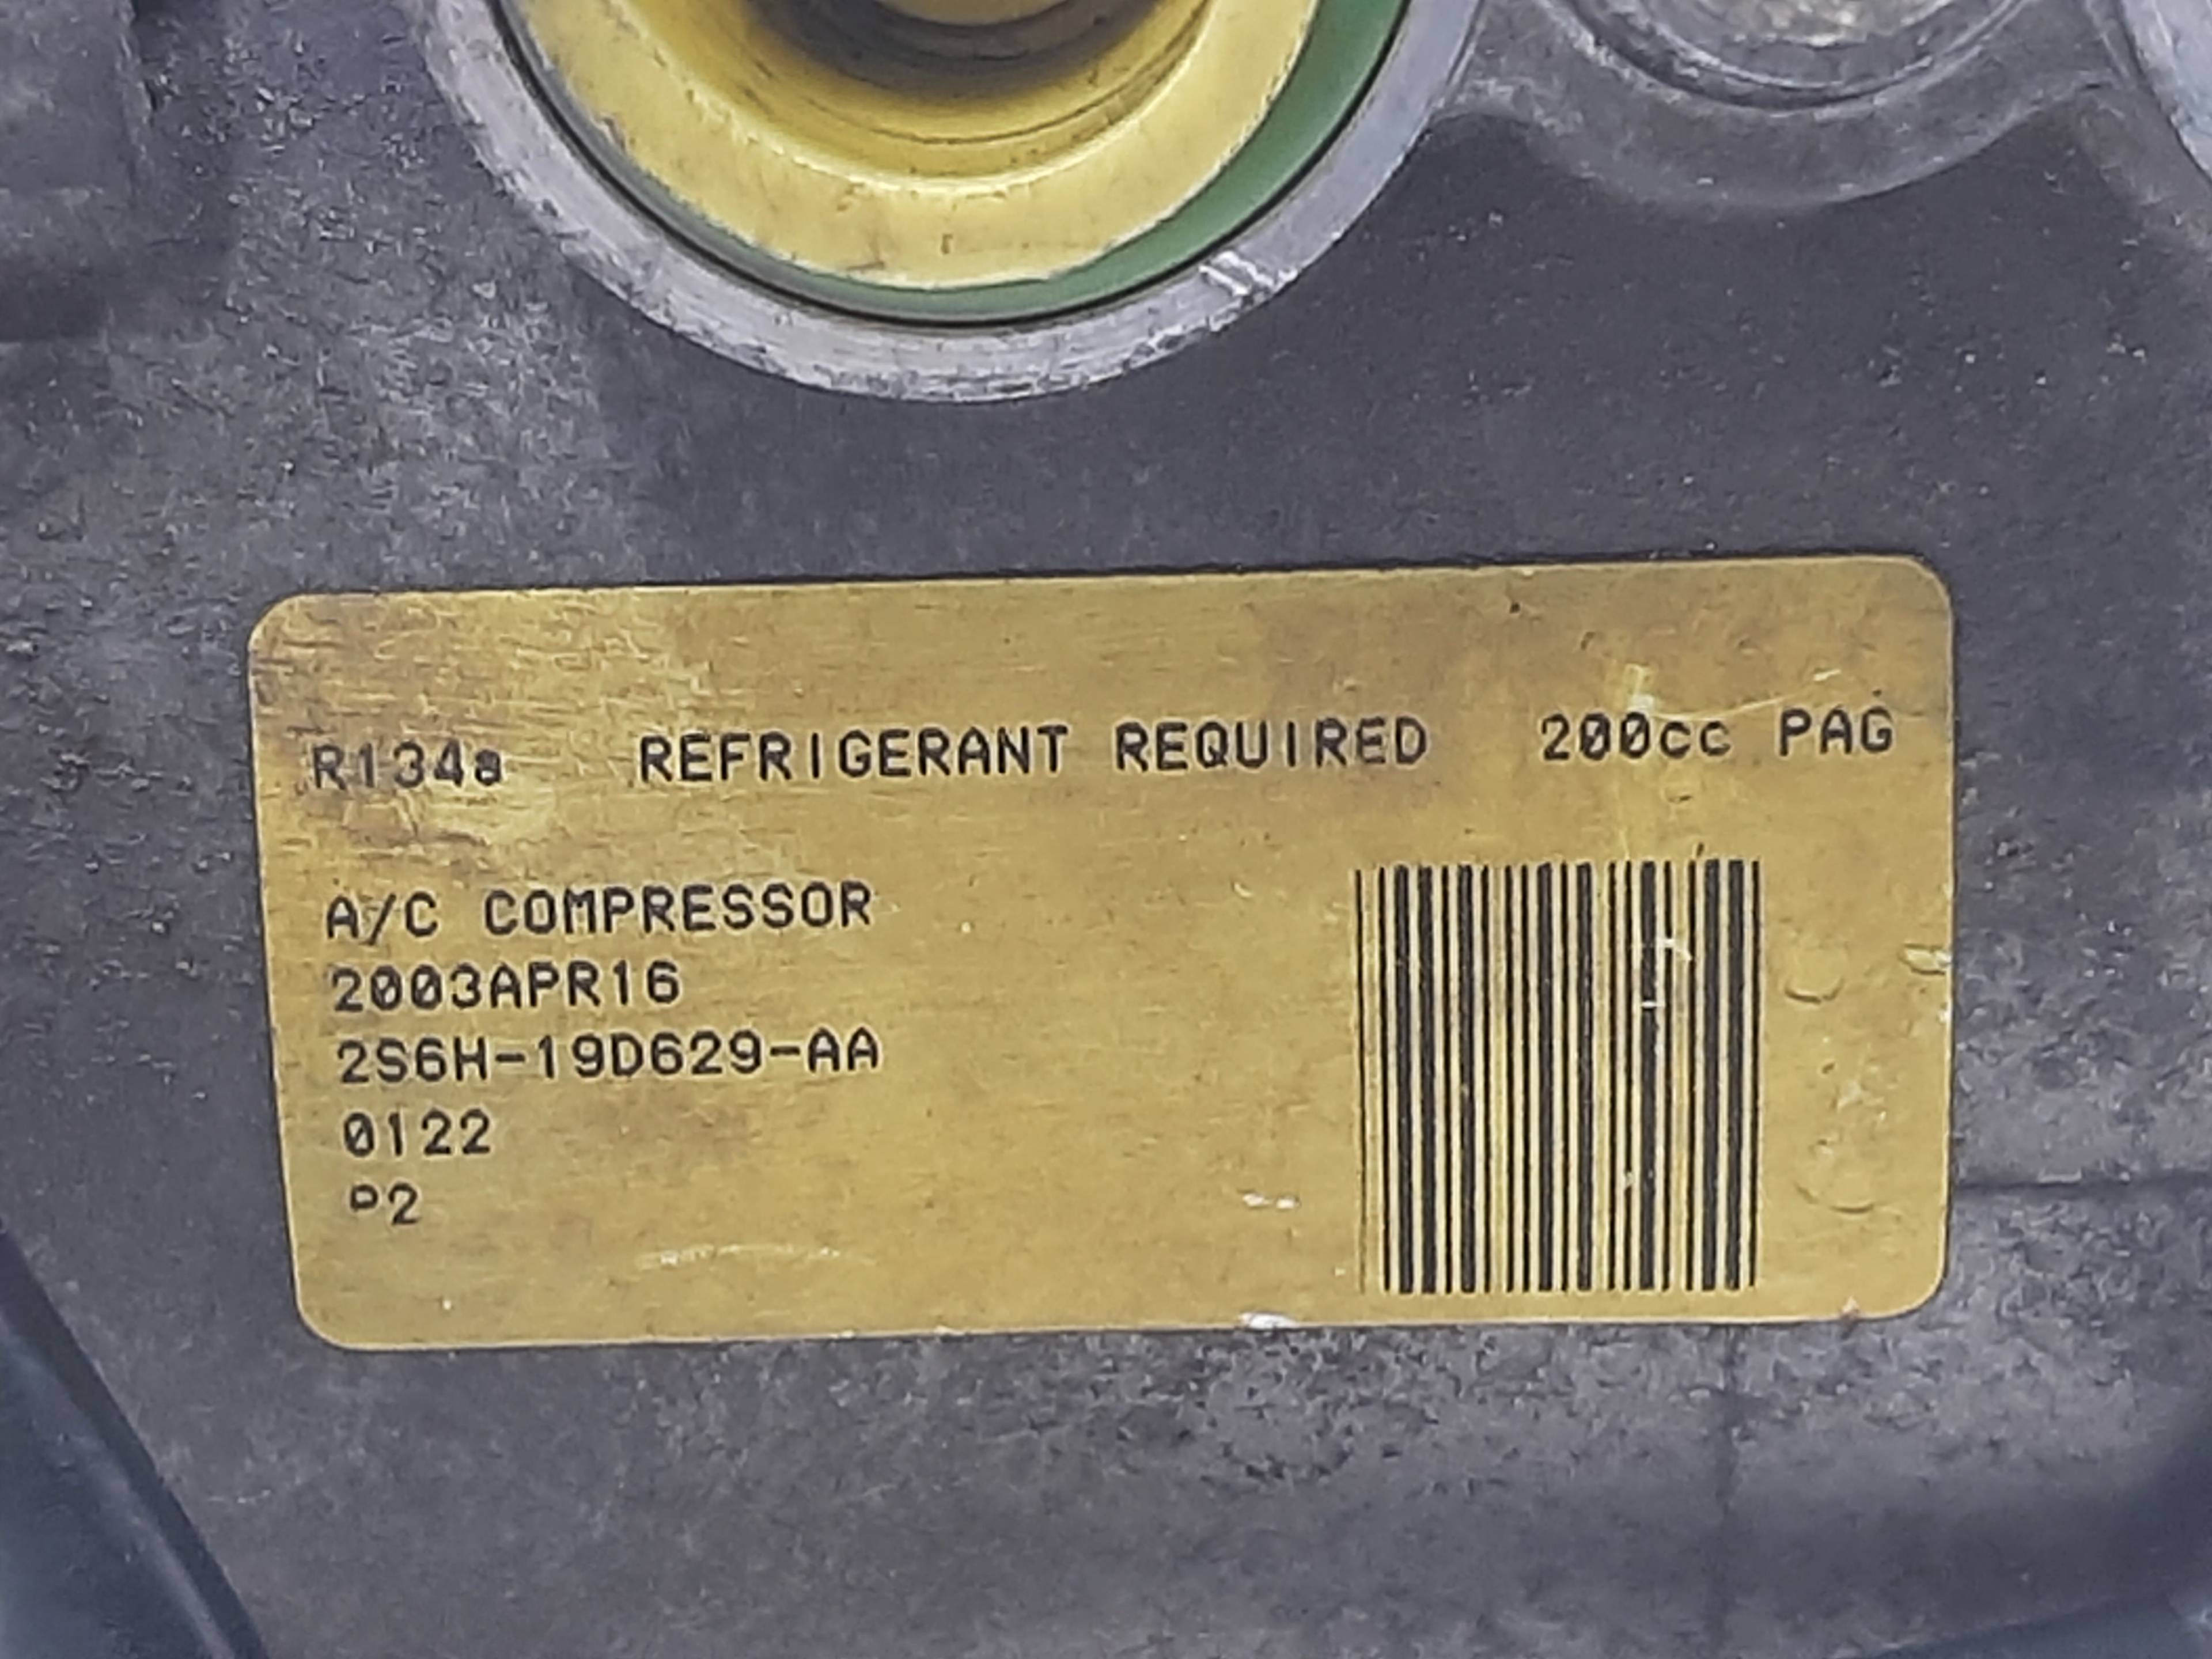 R134a REFRIGERANT REQUIRED 200cc PAG
A/C COMPRESSOR
2003APR16
2S6H-19D629-AA
0122
P2